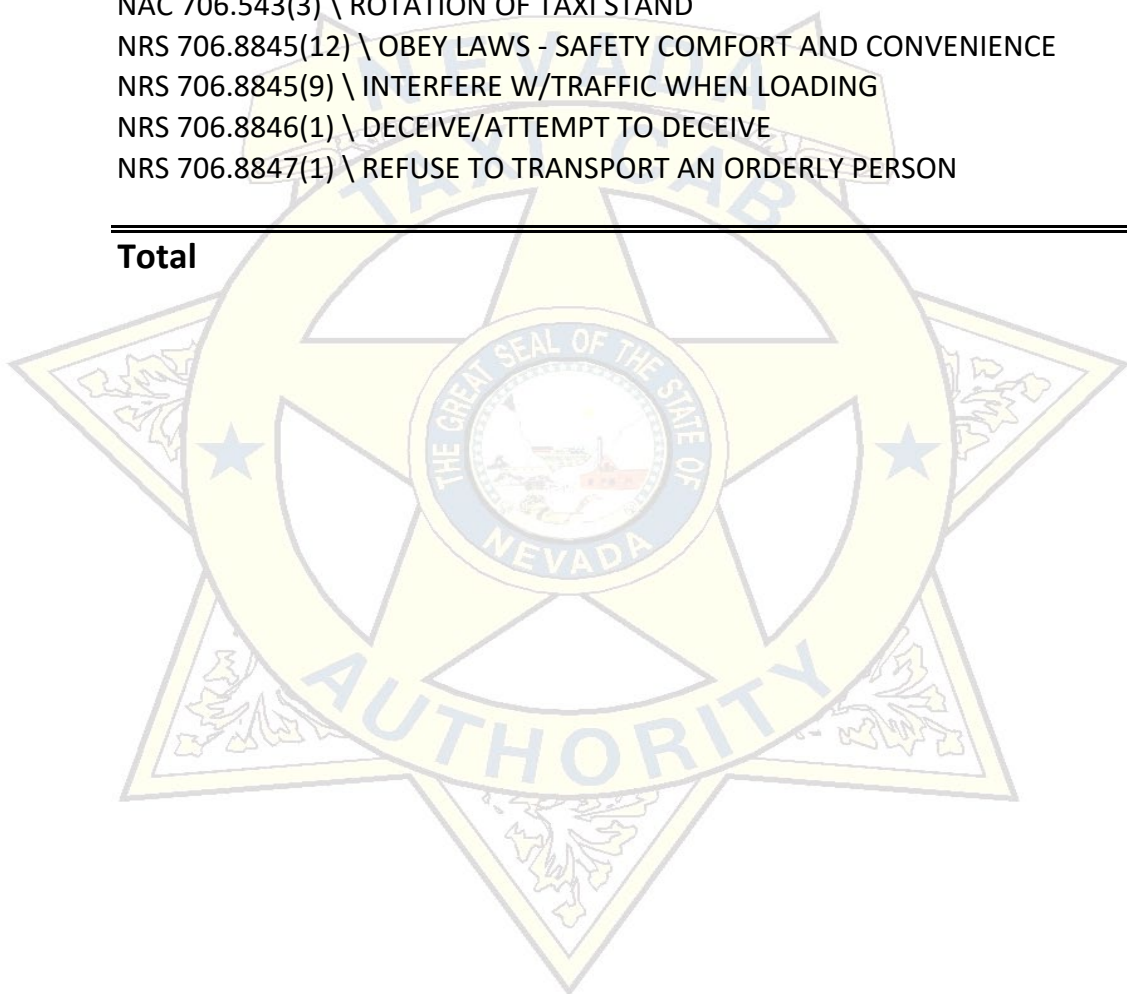 NAC 706.543(3) \ ROTATION OF TAXI STAND
NRS 706.8845(12) \ OBEY LAWS - SAFETY COMFORT AND CONVENIENCE
NRS 706.8845(9) \ INTERFERE W/TRAFFIC WHEN LOADING
NRS 706.8846(1) \ DECEIVE/ATTEMPT TO DECEIVE
NRS 706.8847(1) \ REFUSE TO TRANSPORT AN ORDERLY PERSON
NEVADA
TAXI CAB
Total
THE GREAT SEAL OF THE STATE OF
NEVADA
AUTHORITY